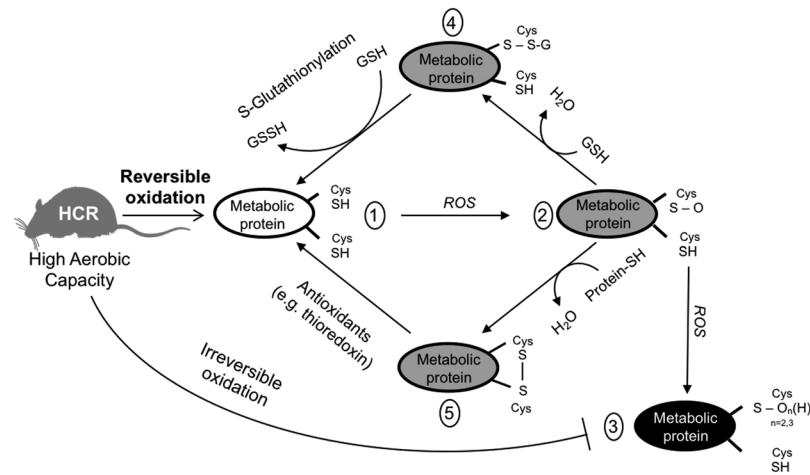 4
Cys
S – S-G
Metabolic
protein
Cys
SH
S-Glutathionylation
GSH
GSSH
H2O
GSH
Reversible
oxidation
HCR
High Aerobic
Capacity
Metabolic
protein
Cys
SH
Cys
SH
1
ROS
2
Metabolic
protein
Cys
S – O
Cys
SH
Antioxidants
(e.g. thioredoxin)
Protein-SH
H2O
ROS
Irreversible
oxidation
Metabolic
protein
Cys
S
S
Cys
5
3
Metabolic
protein
Cys
S – On(H)
n=2,3
Cys
SH